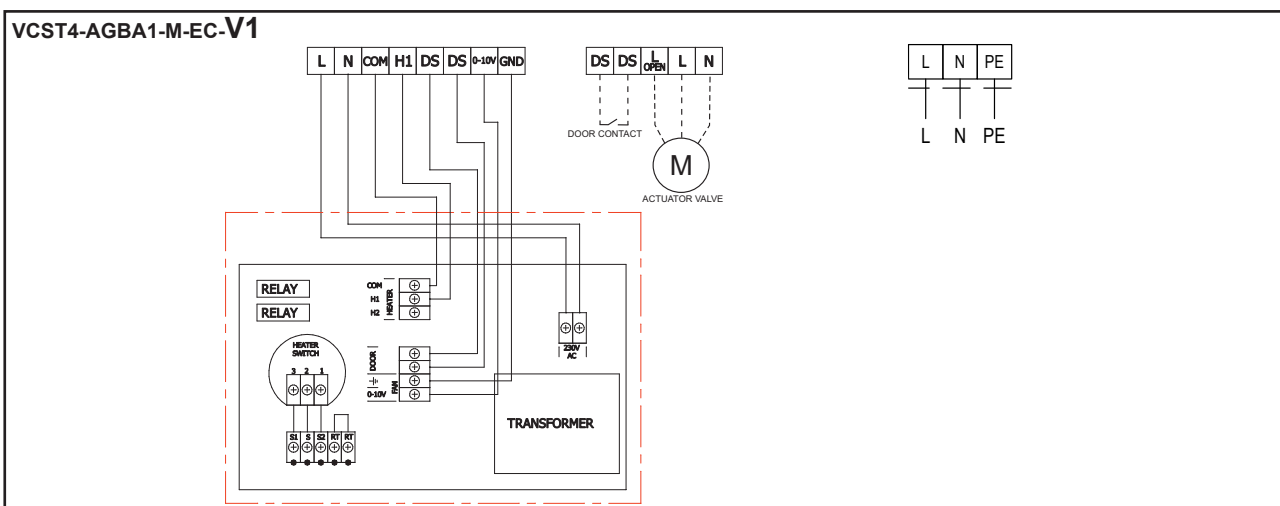 VCST4-AGBA1-M-EC-V1
L N COM H1 DS DS 0-10V GND
DS DS L OPEN L N
L N PE
DOOR CONTACT
L N PE
M
ACTUATOR VALVE
RELAY
RELAY
COM
H1
H2
HEATER
HEATER
SWITCH
3 2 1
DOOR
0-10V
FAN
230V
AC
TRANSFORMER
S1 S S2 RT RT